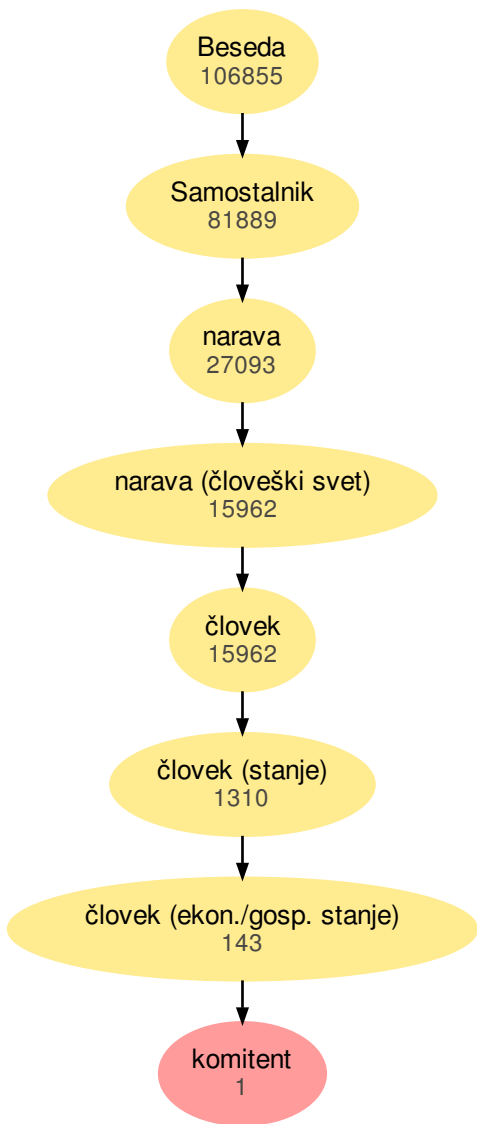 Beseda
106855
Samostalnik
81889
narava
27093
narava (človeški svet)
15962
človek
15962
človek (stanje)
1310
človek (ekon./gosp. stanje)
143
komitent
1